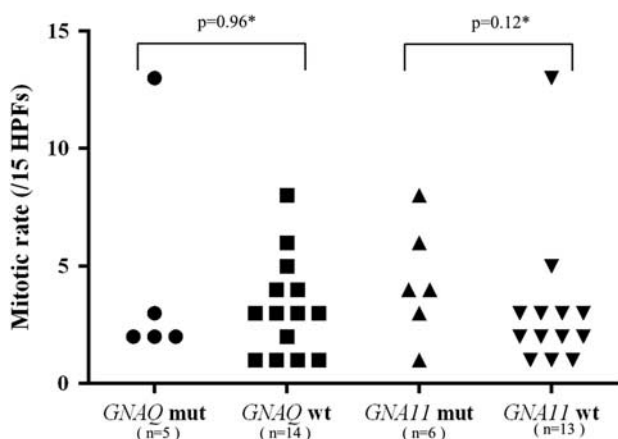 p=0.96* p=0.12*
15
10
5
0
Mitotic rate (/15 HPFs)
GNAQ mut GNAQ wt GNA11 mut GNA11 wt
( n=5 ) ( n=14 ) ( n=6 ) ( n=13 )